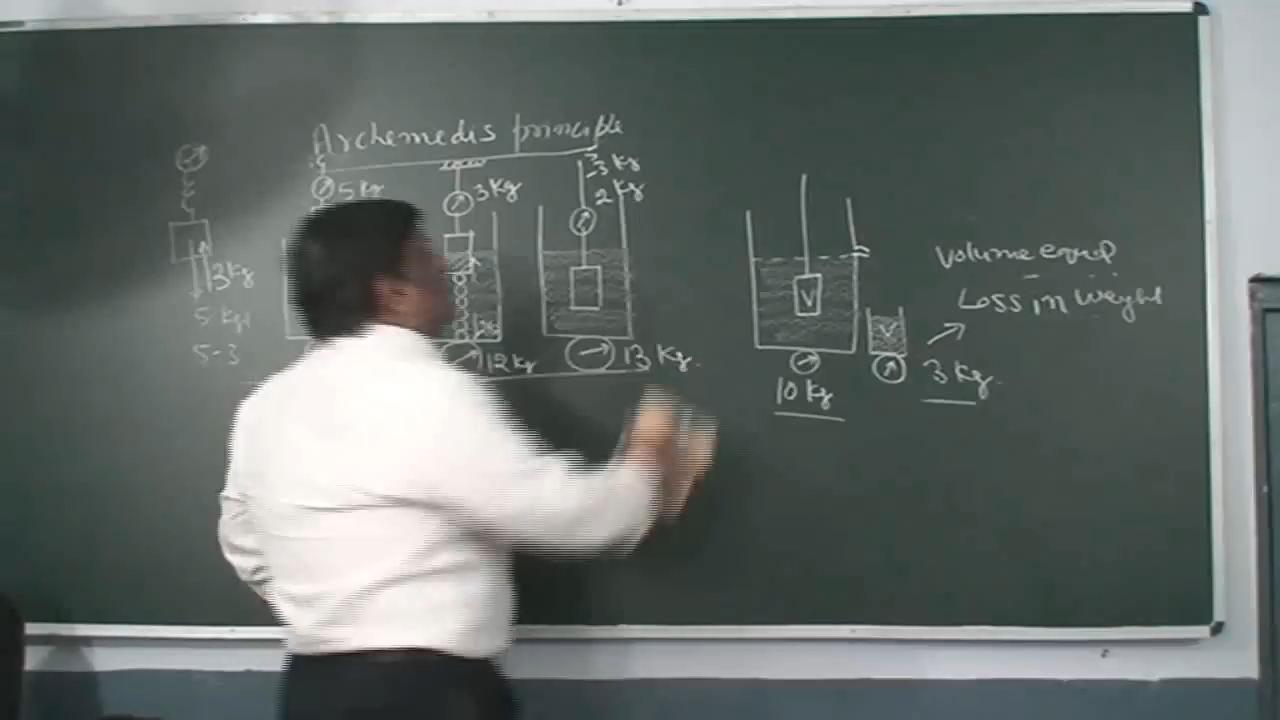 Archemedis principle
5 Kg
3 Kg
-3 Kg
2 Kg
3 Kg
5 Kg
5-3
12 Kg
13 Kg.
V
10 Kg
V
3 Kg.
Volume equal
Loss in weight